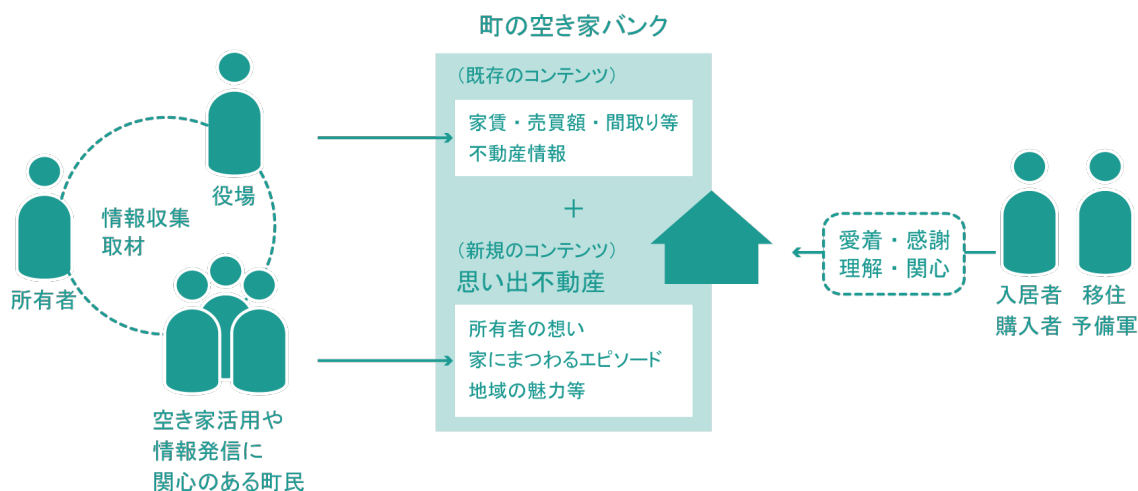 町の空き家バンク
（既存のコンテンツ）
家賃・売買額・間取り等
不動産情報
＋
（新規のコンテンツ）
思い出不動産
所有者の想い
家にまつわるエピソード
地域の魅力等
役場
情報収集
取材
所有者
空き家活用や
情報発信に
関心のある町民
愛着・感謝
理解・関心
入居者
購入者
移住
予備軍